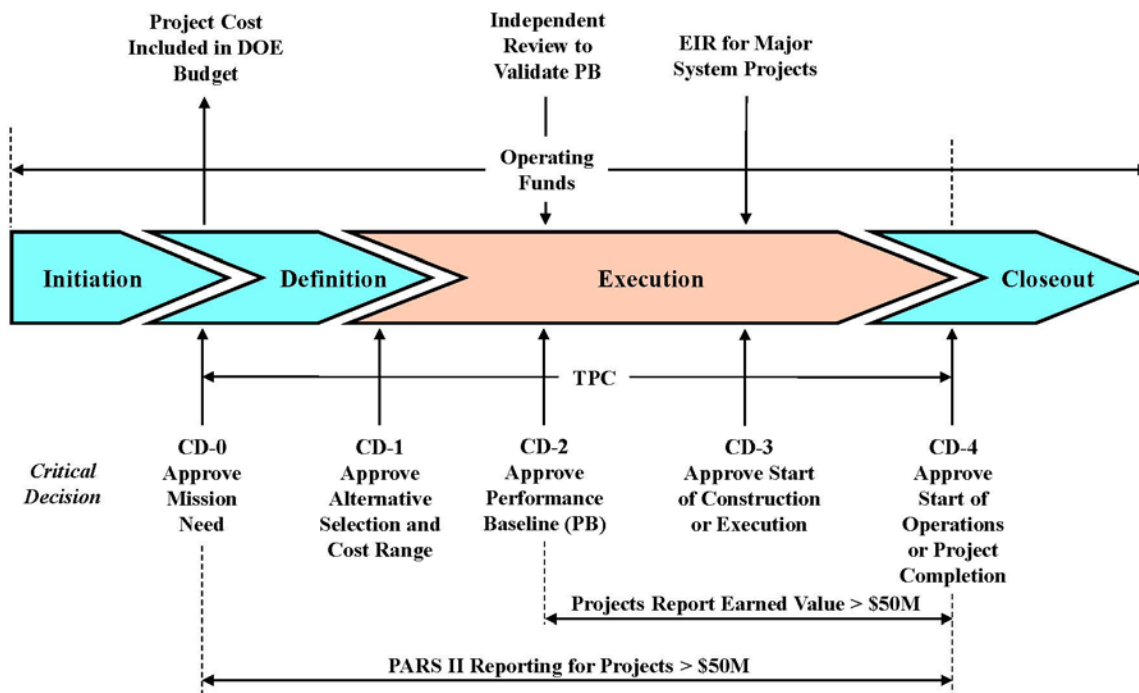 Project Cost
Included in DOE
Budget
Independent
Review to
Validate PB
EIR for Major
System Projects
Operating
Funds
Initiation
Definition
Execution
Closeout
TPC
Critical
Decision
CD-0
Approve
Mission
Need
CD-1
Approve
Alternative
Selection and
Cost Range
CD-2
Approve
Performance
Baseline (PB)
CD-3
Approve Start
of Construction
or Execution
CD-4
Approve
Start of
Operations
or Project
Completion
Projects Report Earned Value > $50M
PARS II Reporting for Projects > $50M